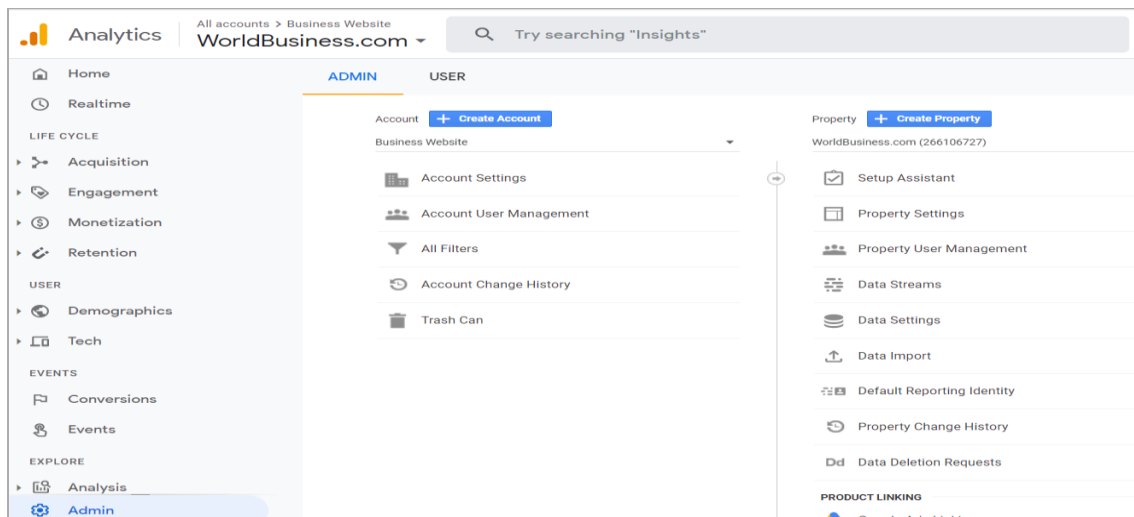 Analytics
All accounts > Business Website
WorldBusiness.com
Try searching "Insights"
Home
Realtime
LIFE CYCLE
Acquisition
Engagement
Monetization
Retention
USER
Demographics
Tech
EVENTS
Conversions
Events
EXPLORE
Analysis
Admin
ADMIN USER
Account + Create Account
Business Website
Account Settings
Account User Management
All Filters
Account Change History
Trash Can
Property + Create Property
WorldBusiness.com (266106727)
Setup Assistant
Property Settings
Property User Management
Data Streams
Data Settings
Data Import
Default Reporting Identity
Property Change History
Dd Data Deletion Requests
PRODUCT LINKING